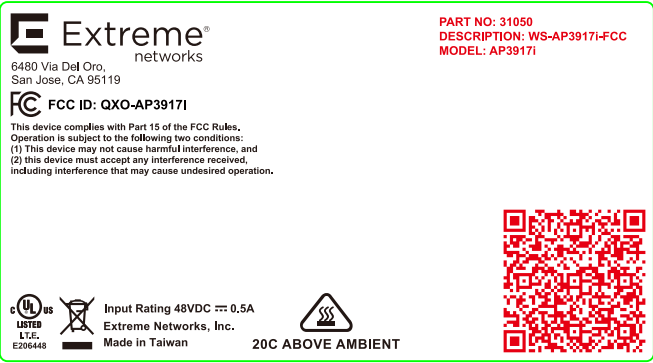 Extreme®
networks
6480 Via Del Oro,
San Jose, CA 95119
FC FCC ID: QXO-AP3917I
This device complies with Part 15 of the FCC Rules.
Operation is subject to the following two conditions:
(1) This device may not cause harmful interference, and
(2) this device must accept any interference received,
including interference that may cause undesired operation.
PART NO: 31050
DESCRIPTION: WS-AP3917i-FCC
MODEL: AP3917i
C UL US
LISTED
I.T.E.
E206448
Input Rating 48VDC ⎓ 0.5A
Extreme Networks, Inc.
Made in Taiwan
20C ABOVE AMBIENT